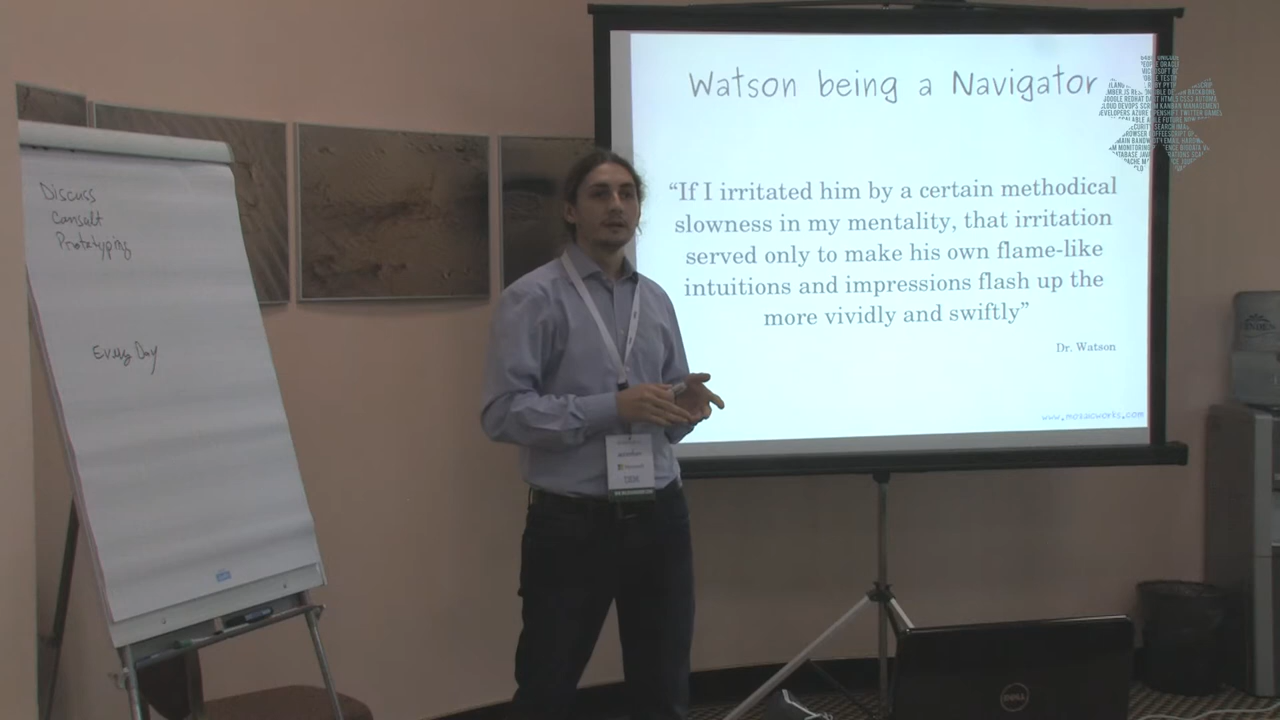 Discuss
Consult
Prototyping
Every Day
Watson being a Navigator
“If I irritated him by a certain methodical
slowness in my mentality, that irritation
served only to make his own flame-like
intuitions and impressions flash up the
more vividly and swiftly”
Dr. Watson
www.mozaicworks.com
DELL